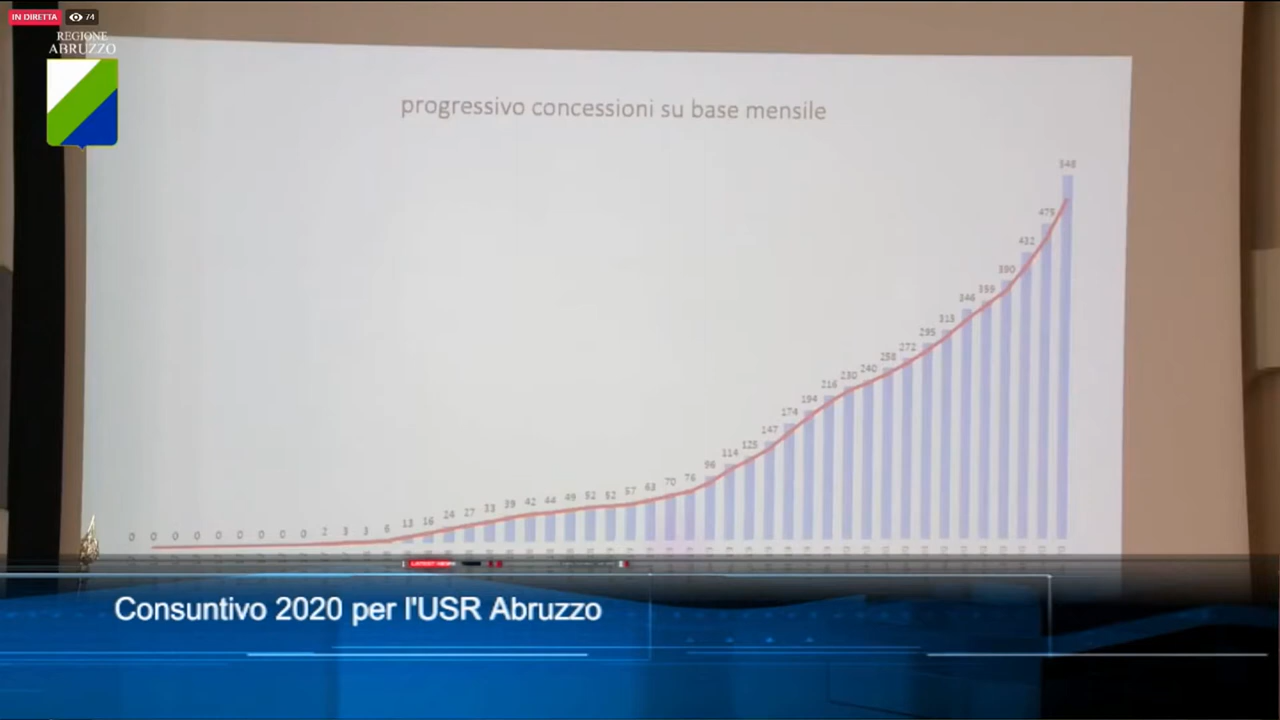 IN DIRETTA
74
REGIONE
ABRUZZO
progressivo concessioni su base mensile
548
475
432
390
359
346
315
295
272
258
240
230
216
194
174
147
125
114
96
0 0 0 0 0 0 0 0 0 2 3 3 6 13 16 24 27 33 39 42 44 49 52 52 57 63 70 76
LATEST NEWS
Consuntivo 2020 per l'USR Abruzzo